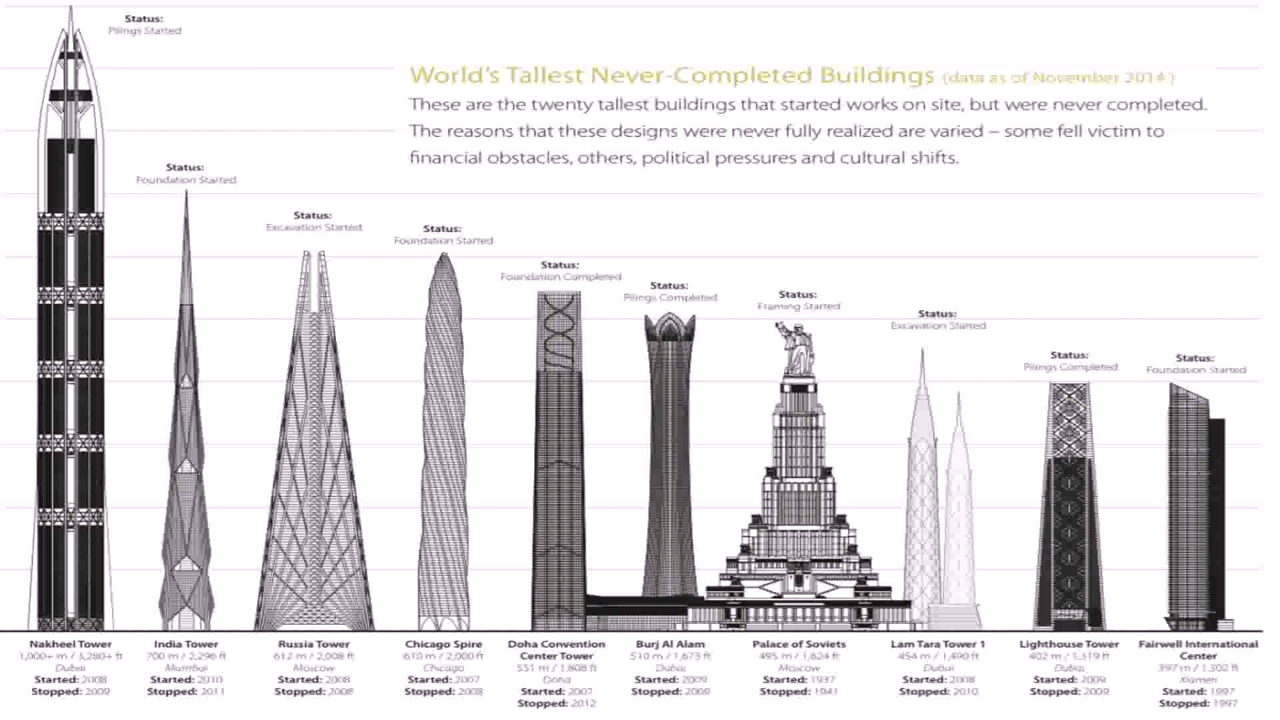 Status:
Pilings Started
World's Tallest Never-Completed Buildings (data as of November 2014)
These are the twenty tallest buildings that started works on site, but were never completed.
The reasons that these designs were never fully realized are varied – some fell victim to
financial obstacles, others, political pressures and cultural shifts.
Status:
Foundation Started
Status:
Excavation Started
Status:
Foundation Started
Status:
Foundation Completed
Status:
Pilings Completed
Status:
Framing Started
Status:
Excavation Started
Status:
Pilings Completed
Status:
Foundation Started
Nakheel Tower
1,000+ m / 3,280+ ft
Dubai
Started: 2008
Stopped: 2009
India Tower
700 m / 2,296 ft
Mumbai
Started: 2010
Stopped: 2011
Russia Tower
612 m / 2,008 ft
Moscow
Started: 2008
Stopped: 2008
Chicago Spire
610 m / 2,000 ft
Chicago
Started: 2007
Stopped: 2008
Doha Convention
Center Tower
551 m / 1,808 ft
Doha
Started: 2007
Stopped: 2012
Burj Al Alam
510 m / 1,673 ft
Dubai
Started: 2009
Stopped: 2009
Palace of Soviets
495 m / 1,624 ft
Moscow
Started: 1937
Stopped: 1941
Lam Tara Tower 1
454 m / 1,490 ft
Dubai
Started: 2008
Stopped: 2010
Lighthouse Tower
402 m / 1,319 ft
Dubai
Started: 2009
Stopped: 2009
Fairwell International
Center
397 m / 1,302 ft
Xiamen
Started: 1997
Stopped: 1997